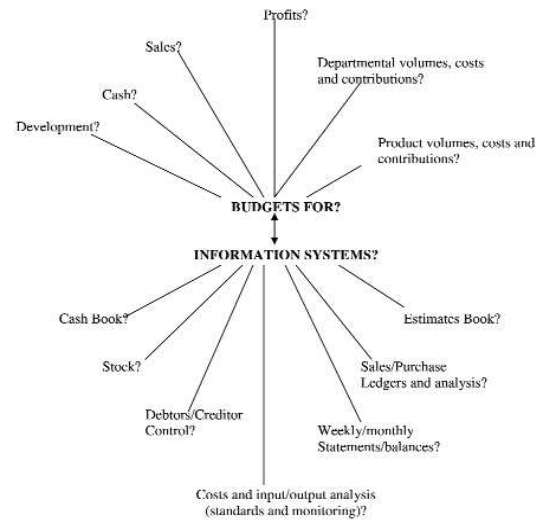 Profits?
Sales?
Departmental volumes, costs
and contributions?
Cash?
Development?
Product volumes, costs and
contributions?
BUDGETS FOR?
INFORMATION SYSTEMS?
Cash Book?
Estimates Book?
Stock?
Sales/Purchase
Ledgers and analysis?
Debtors/Creditor
Control?
Weekly/monthly
Statements/balances?
Costs and input/output analysis
(standards and monitoring)?